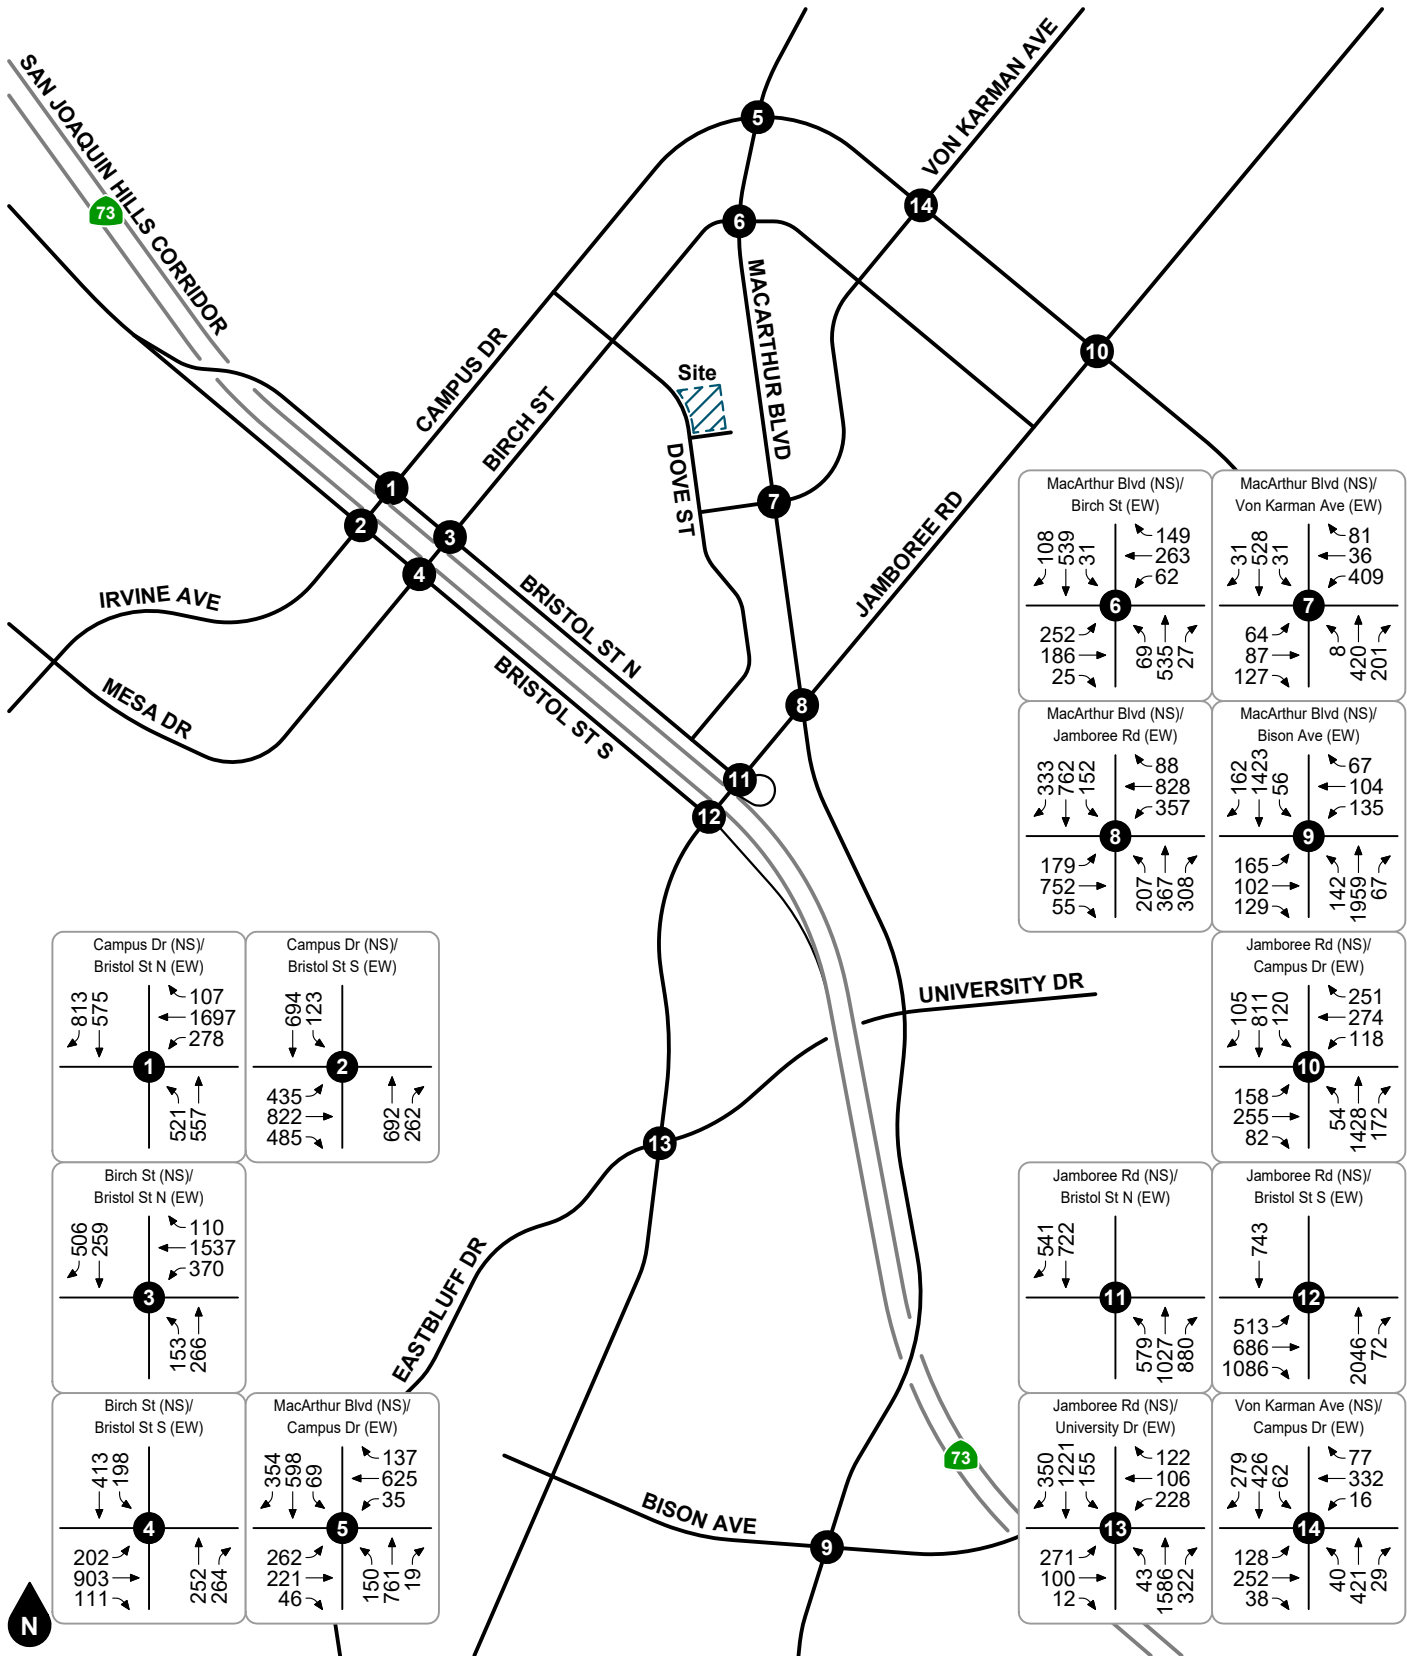 SAN JOAQUIN HILLS CORRIDOR
73
VON KARMAN AVE
5
14
6
MACARTHUR BLVD
10
CAMPUS DR
Site
BIRCH ST
DOVE ST
7
1
2
3
4
JAMBOREE RD
IRVINE AVE
BRISTOL ST N
MESA DR
BRISTOL ST S
8
11
12
UNIVERSITY DR
13
EASTBLUFF DR
73
BISON AVE
9
N
MacArthur Blvd (NS)/
Birch St (EW)
108 539 31
149
263
62
6
252
186
25
69 535 27
MacArthur Blvd (NS)/
Von Karman Ave (EW)
31 528 31
81
36
409
7
64
87
127
8 420 201
MacArthur Blvd (NS)/
Jamboree Rd (EW)
333 762 152
88
828
357
8
179
752
55
207 367 308
MacArthur Blvd (NS)/
Bison Ave (EW)
162 1423 56
67
104
135
9
165
102
129
142 1959 67
Campus Dr (NS)/
Bristol St N (EW)
813 575
107
1697
278
1
521 557
Campus Dr (NS)/
Bristol St S (EW)
694 123
2
435
822
485
692 262
Jamboree Rd (NS)/
Campus Dr (EW)
105 811 120
251
274
118
10
158
255
82
54 1428 172
Birch St (NS)/
Bristol St N (EW)
506 259
110
1537
370
3
153 266
Jamboree Rd (NS)/
Bristol St N (EW)
541 722
11
579 1027 880
Jamboree Rd (NS)/
Bristol St S (EW)
743
12
513
686
1086
2046 72
Birch St (NS)/
Bristol St S (EW)
413 198
4
202
903
111
252 264
MacArthur Blvd (NS)/
Campus Dr (EW)
354 598 69
137
625
35
5
262
221
46
150 761 19
Jamboree Rd (NS)/
University Dr (EW)
350 1221 155
122
106
228
13
271
100
12
43 1586 322
Von Karman Ave (NS)/
Campus Dr (EW)
279 426 62
77
332
16
14
128
252
38
40 421 29